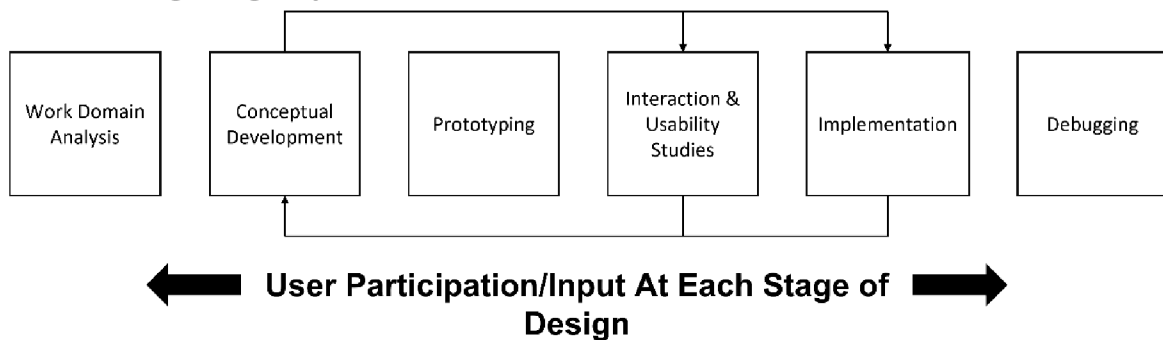 Work Domain
Analysis
Conceptual
Development
Prototyping
Interaction &
Usability
Studies
Implementation
Debugging
User Participation/Input At Each Stage of
Design